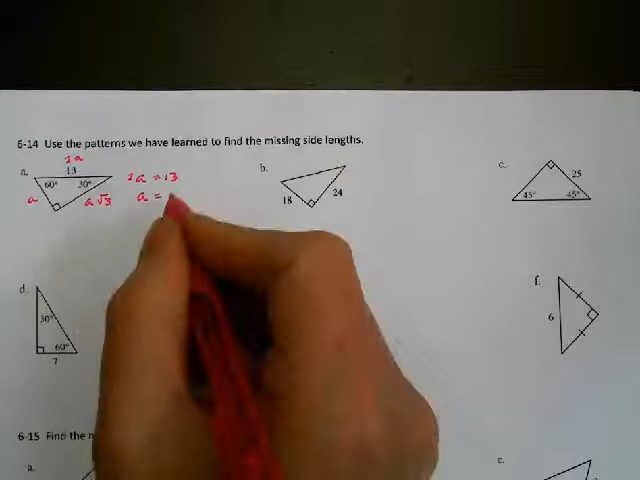 6-14 Use the patterns we have learned to find the missing side lengths.
a.
2a
13
60°
30°
a
a√3
2a = 13
a =
b.
18
24
c.
25
45°
45°
d.
30°
60°
7
f.
6
6-15 Find the
a.
c.